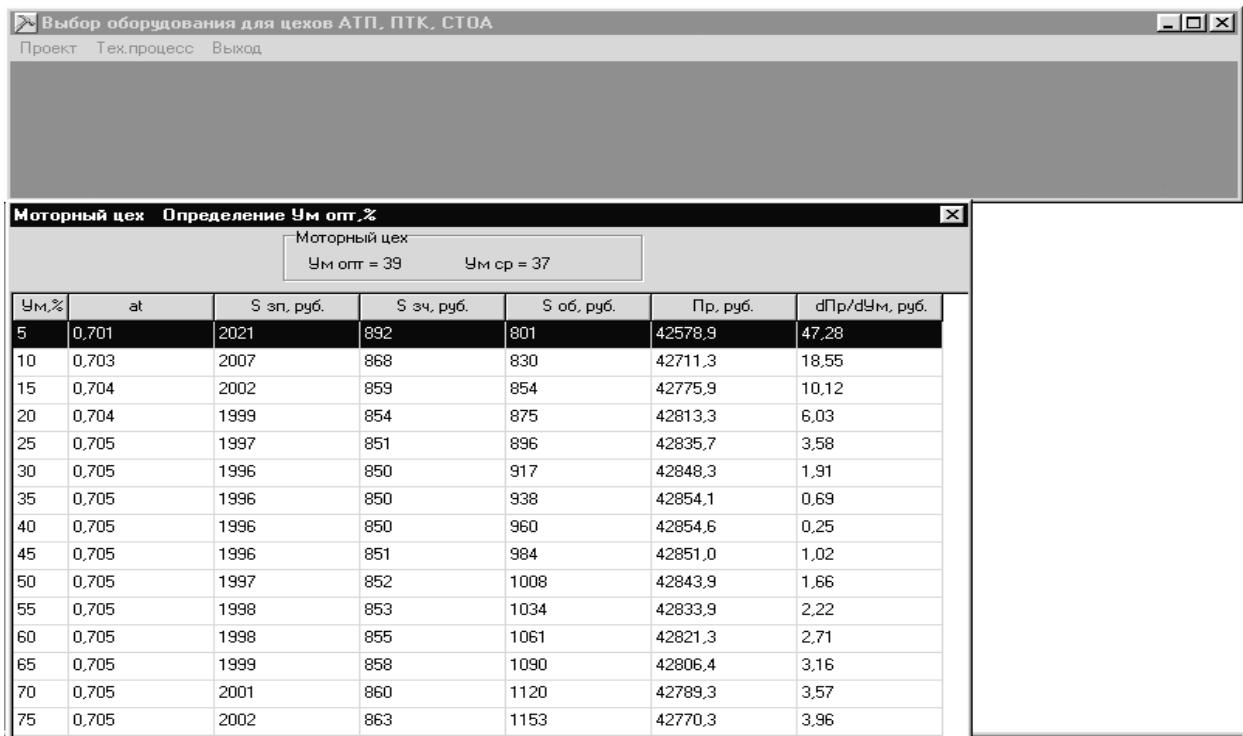 Выбор оборудования для цехов АТП, ПТК, СТОА
Проект Тех.процесс Выход
Моторный цех Определение Ум опт,%
Моторный цех
Ум опт = 39 Ум ср = 37
Ум,% at S зп, руб. S зч, руб. S об, руб. Пр, руб. dПр/dУм, руб.
5 0,701 2021 892 801 42578,9 47,28
10 0,703 2007 868 830 42711,3 18,55
15 0,704 2002 859 854 42775,9 10,12
20 0,704 1999 854 875 42813,3 6,03
25 0,705 1997 851 896 42835,7 3,58
30 0,705 1996 850 917 42848,3 1,91
35 0,705 1996 850 938 42854,1 0,69
40 0,705 1996 850 960 42854,6 0,25
45 0,705 1996 851 984 42851,0 1,02
50 0,705 1997 852 1008 42843,9 1,66
55 0,705 1998 853 1034 42833,9 2,22
60 0,705 1998 855 1061 42821,3 2,71
65 0,705 1999 858 1090 42806,4 3,16
70 0,705 2001 860 1120 42789,3 3,57
75 0,705 2002 863 1153 42770,3 3,96